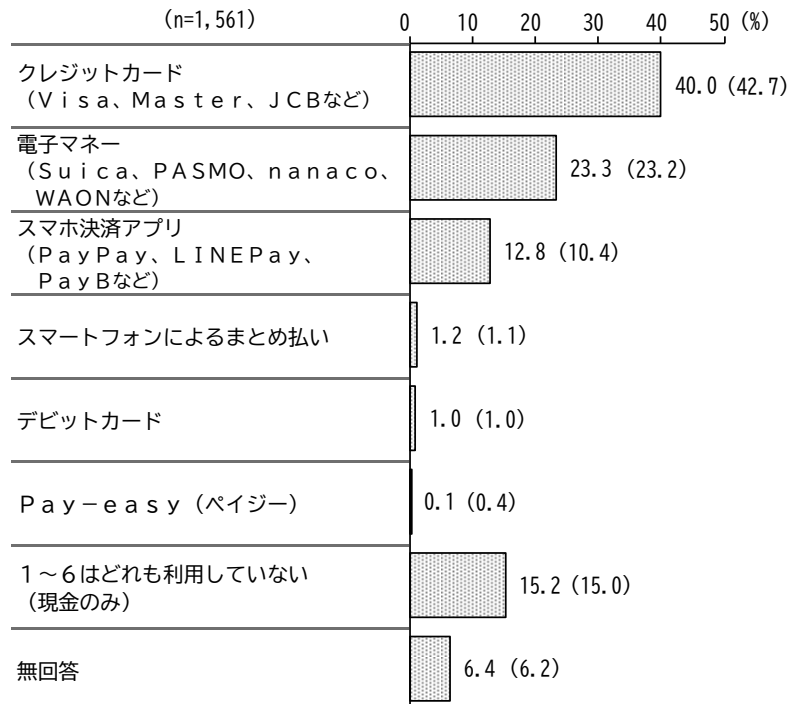 (n=1,561)
0 10 20 30 40 50 (%)
クレジットカード
（Ｖｉｓａ、Ｍａｓｔｅｒ、ＪＣＢなど）
40.0 (42.7)
電子マネー
（Ｓｕｉｃａ、ＰＡＳＭＯ、ｎａｎａｃｏ、
ＷＡＯＮなど）
23.3 (23.2)
スマホ決済アプリ
（ＰａｙＰａｙ、ＬＩＮＥＰａｙ、
ＰａｙＢなど）
12.8 (10.4)
スマートフォンによるまとめ払い
1.2 (1.1)
デビットカード
1.0 (1.0)
Ｐａｙ－ｅａｓｙ（ペイジー）
0.1 (0.4)
１～６はどれも利用していない
（現金のみ）
15.2 (15.0)
無回答
6.4 (6.2)